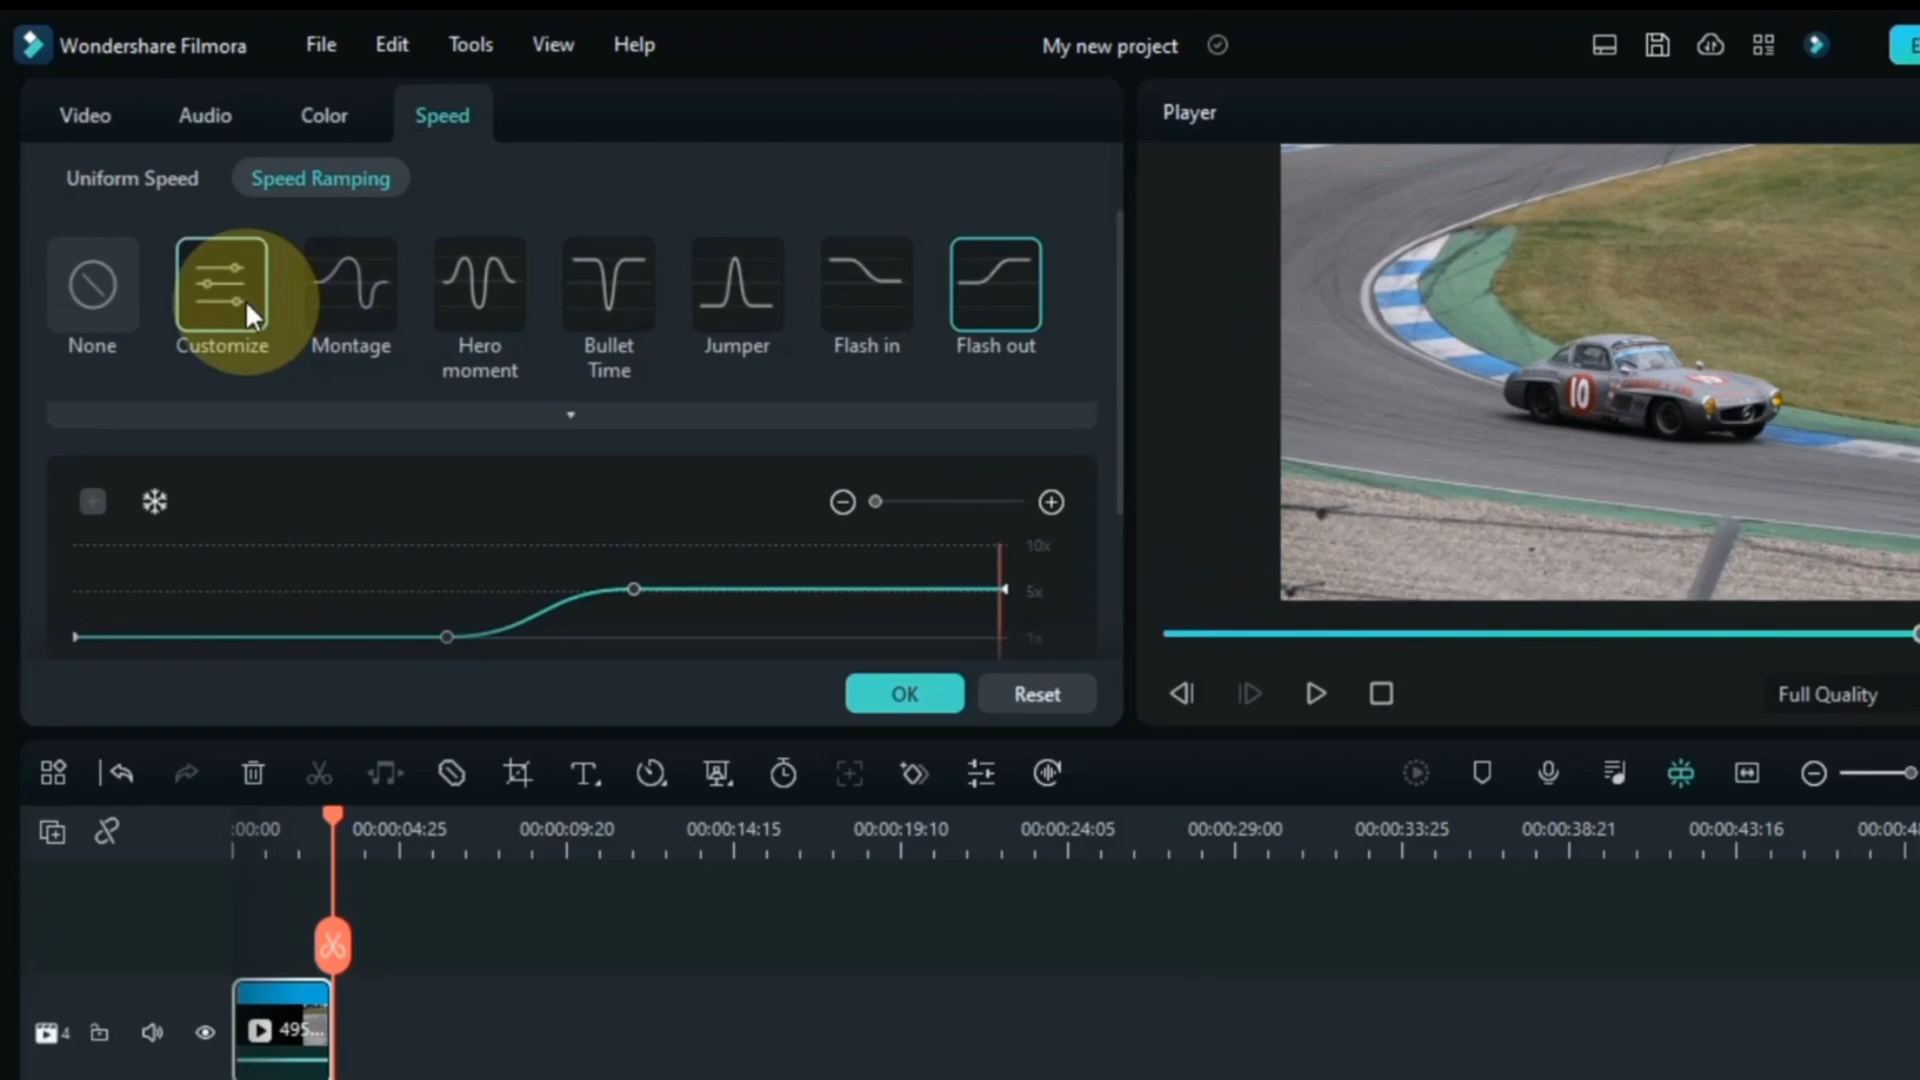 Wondershare Filmora
File Edit Tools View Help
My new project
E
Video Audio Color Speed
Player
Uniform Speed Speed Ramping
None Customize Montage Hero moment Bullet Time Jumper Flash in Flash out
10
10x
5x
1x
OK Reset
Full Quality
:00:00 00:00:04:25 00:00:09:20 00:00:14:15 00:00:19:10 00:00:24:05 00:00:29:00 00:00:33:25 00:00:38:21 00:00:43:16 00:00:4
4
495...